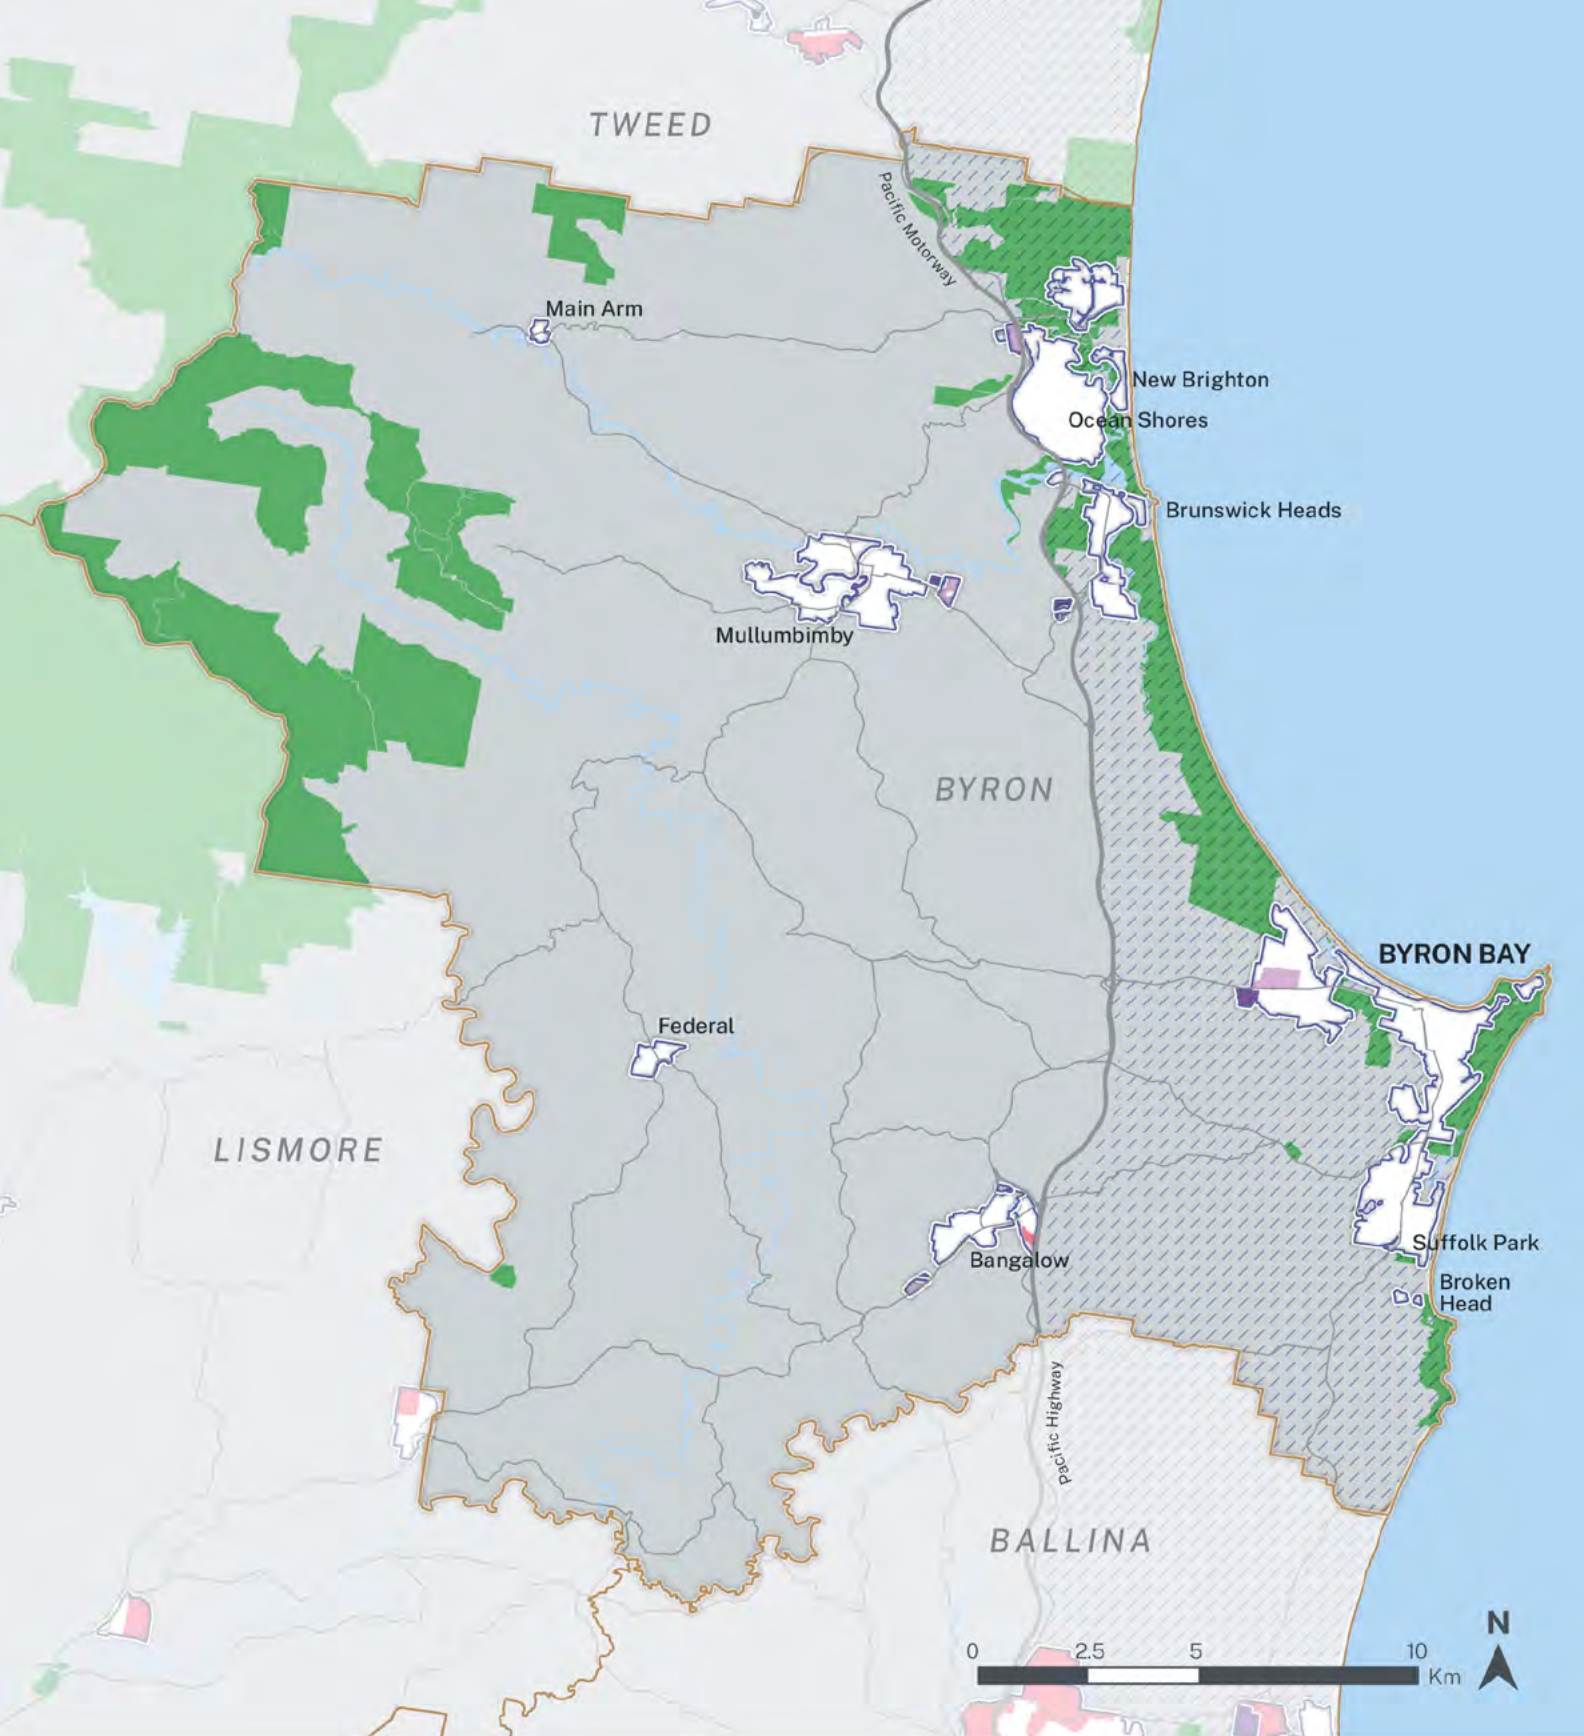 TWEED
Pacific Motorway
Main Arm
New Brighton
Ocean Shores
Brunswick Heads
Mullumbimby
BYRON
BYRON BAY
Federal
LISMORE
Suffolk Park
Bangalow
Broken
Head
Pacific Highway
BALLINA
N
0 2.5 5 10
Km